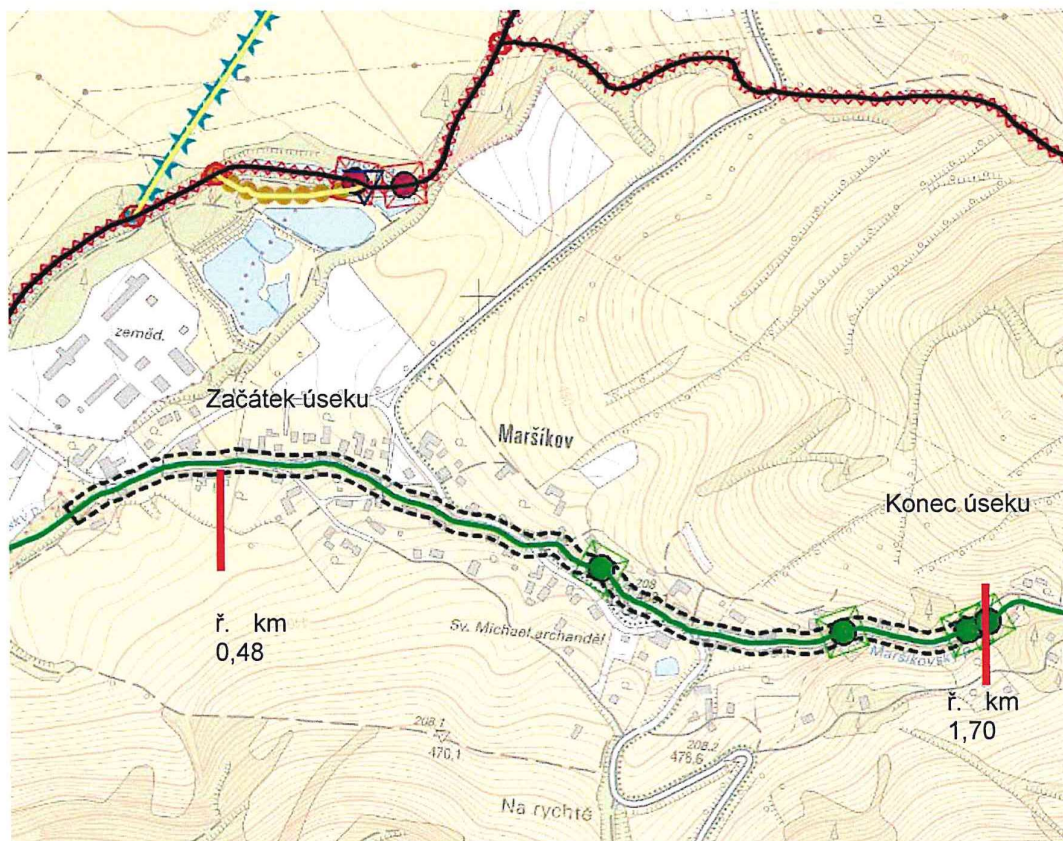 zeměd.
Začátek úseku
Maršíkov
Konec úseku
ř. km
0,48
208
Sv. Michael archanděl
Maršíkovský p.
ř. km
1,70
208.1
476,1
208.2
476,6
Na rychtě